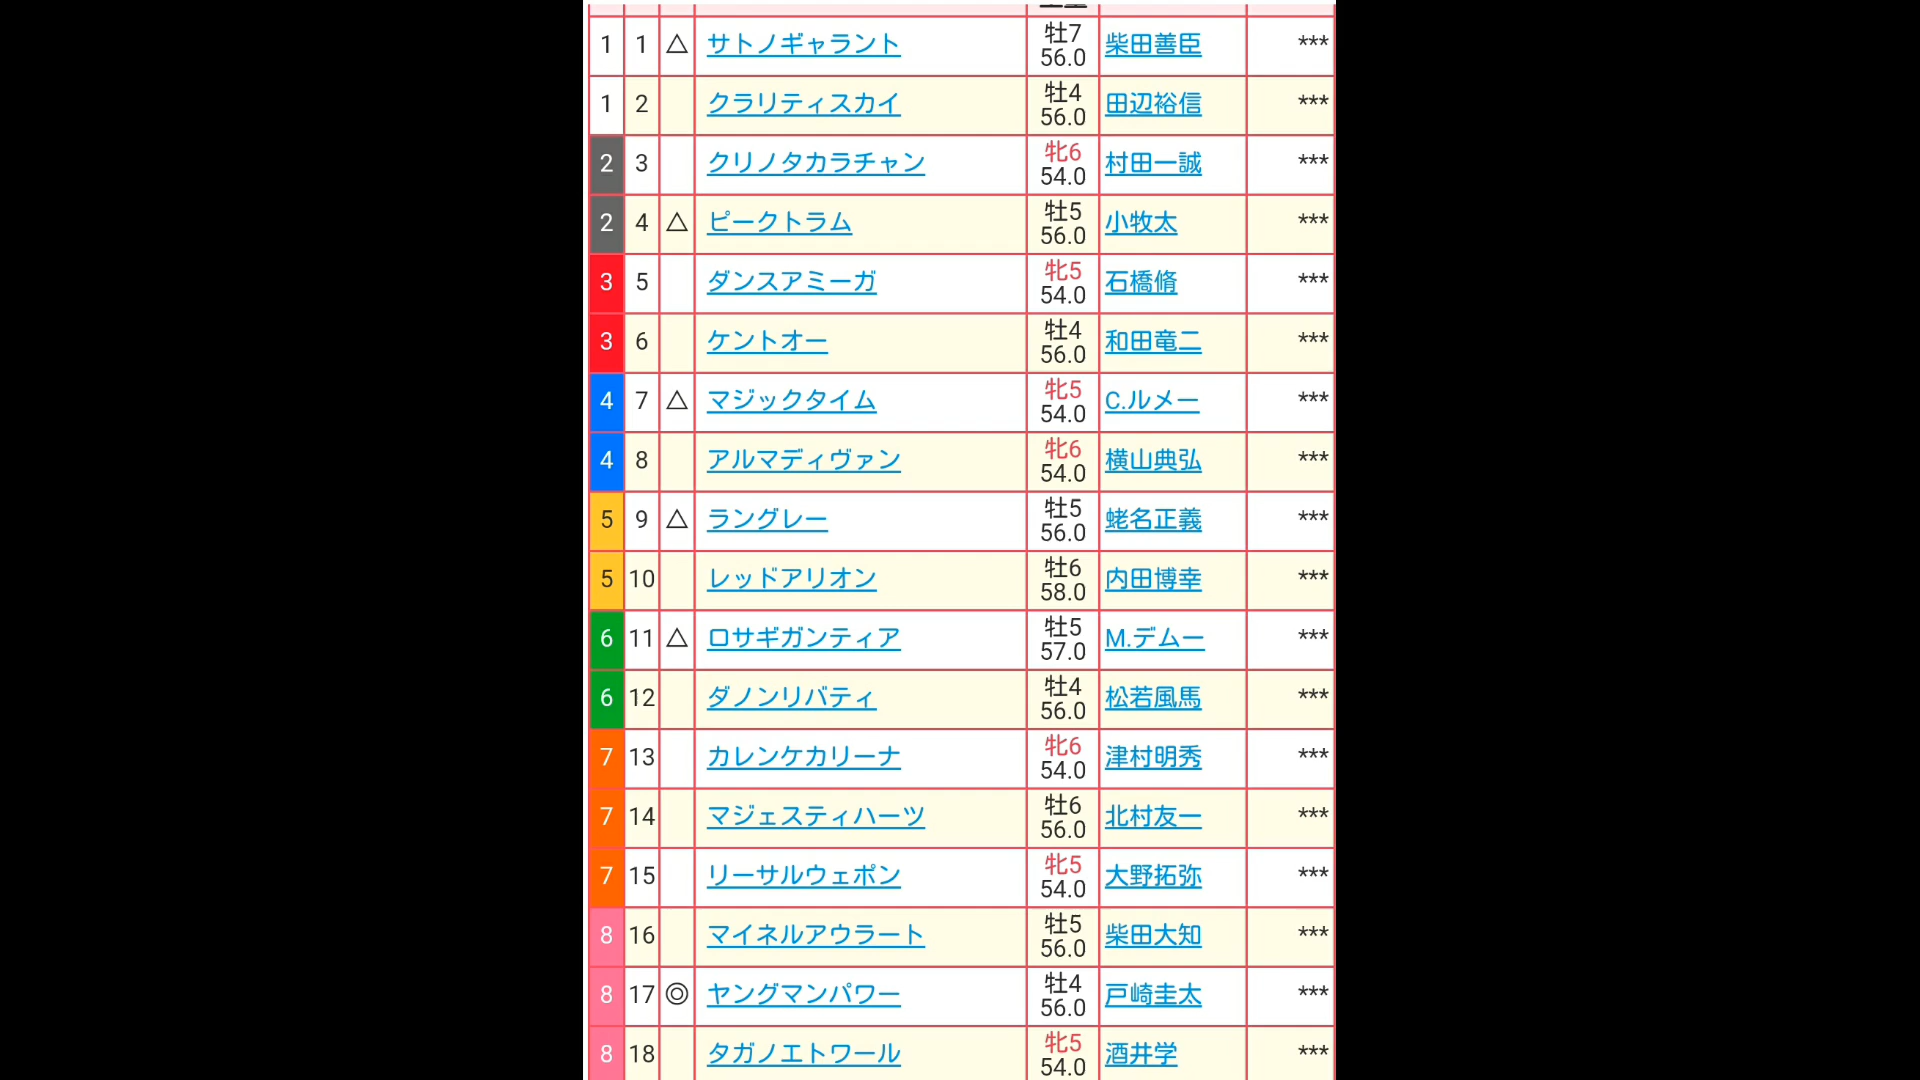 1 1 △ サトノギャラント 牡7 56.0 柴田善臣 ***
1 2 クラリティスカイ 牡4 56.0 田辺裕信 ***
2 3 クリノタカラチャン 牝6 54.0 村田一誠 ***
2 4 △ ピークトラム 牡5 56.0 小牧太 ***
3 5 ダンスアミーガ 牝5 54.0 石橋脩 ***
3 6 ケントオー 牡4 56.0 和田竜二 ***
4 7 △ マジックタイム 牝5 54.0 C.ルメー ***
4 8 アルマディヴァン 牝6 54.0 横山典弘 ***
5 9 △ ラングレー 牡5 56.0 蛯名正義 ***
5 10 レッドアリオン 牡6 58.0 内田博幸 ***
6 11 △ ロサギガンティア 牡5 57.0 M.デムー ***
6 12 ダノンリバティ 牡4 56.0 松若風馬 ***
7 13 カレンケカリーナ 牝6 54.0 津村明秀 ***
7 14 マジェスティハーツ 牡6 56.0 北村友一 ***
7 15 リーサルウェポン 牝5 54.0 大野拓弥 ***
8 16 マイネルアウラート 牡5 56.0 柴田大知 ***
8 17 ◎ ヤングマンパワー 牡4 56.0 戸崎圭太 ***
8 18 タガノエトワール 牝5 54.0 酒井学 ***